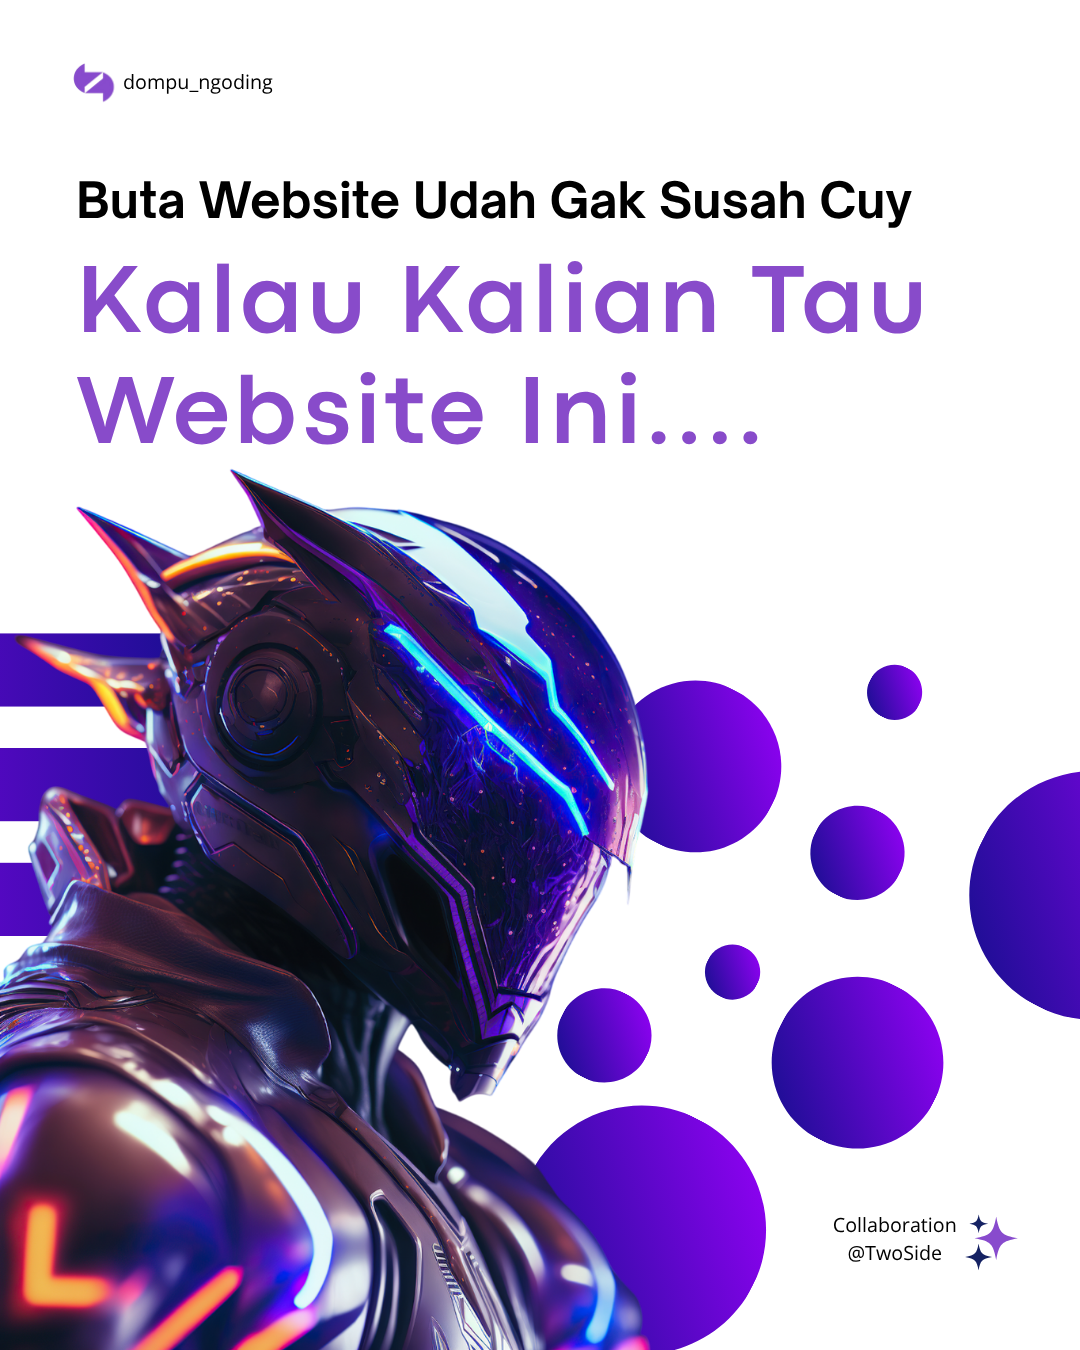 dompu_ngoding
Buta Website Udah Gak Susah Cuy
Kalau Kalian Tau
Website Ini....
Collaboration
@TwoSide